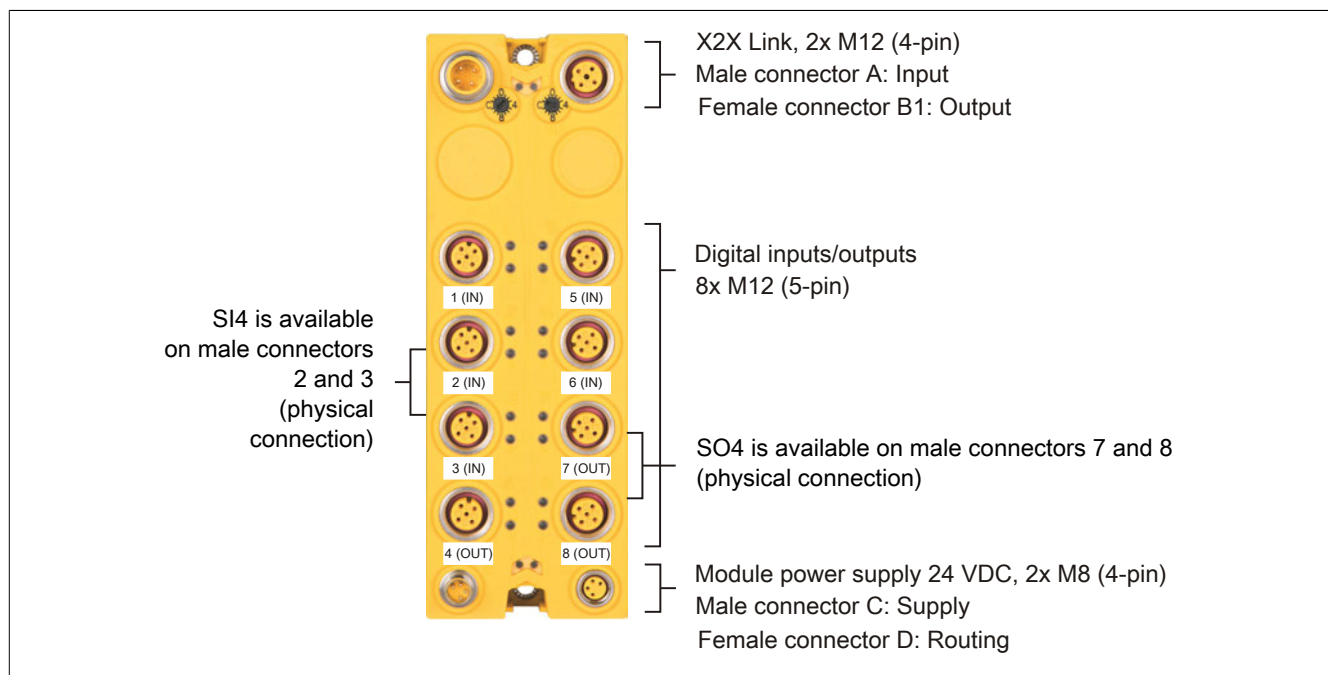 X2X Link, 2x M12 (4-pin)
Male connector A: Input
Female connector B1: Output
Digital inputs/outputs
8x M12 (5-pin)
1 (IN)
5 (IN)
SI4 is available
on male connectors
2 and 3
(physical
connection)
2 (IN)
6 (IN)
3 (IN)
7 (OUT)
SO4 is available on male connectors 7 and 8
(physical connection)
4 (OUT)
8 (OUT)
Module power supply 24 VDC, 2x M8 (4-pin)
Male connector C: Supply
Female connector D: Routing